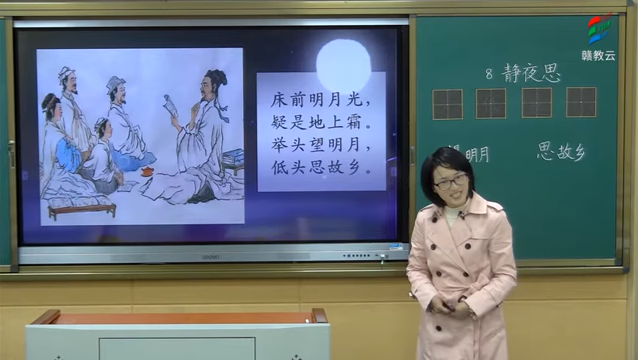 床前明月光，
疑是地上霜。
举头望明月，
低头思故乡。
赣教云
8 静夜思
望明月
思故乡